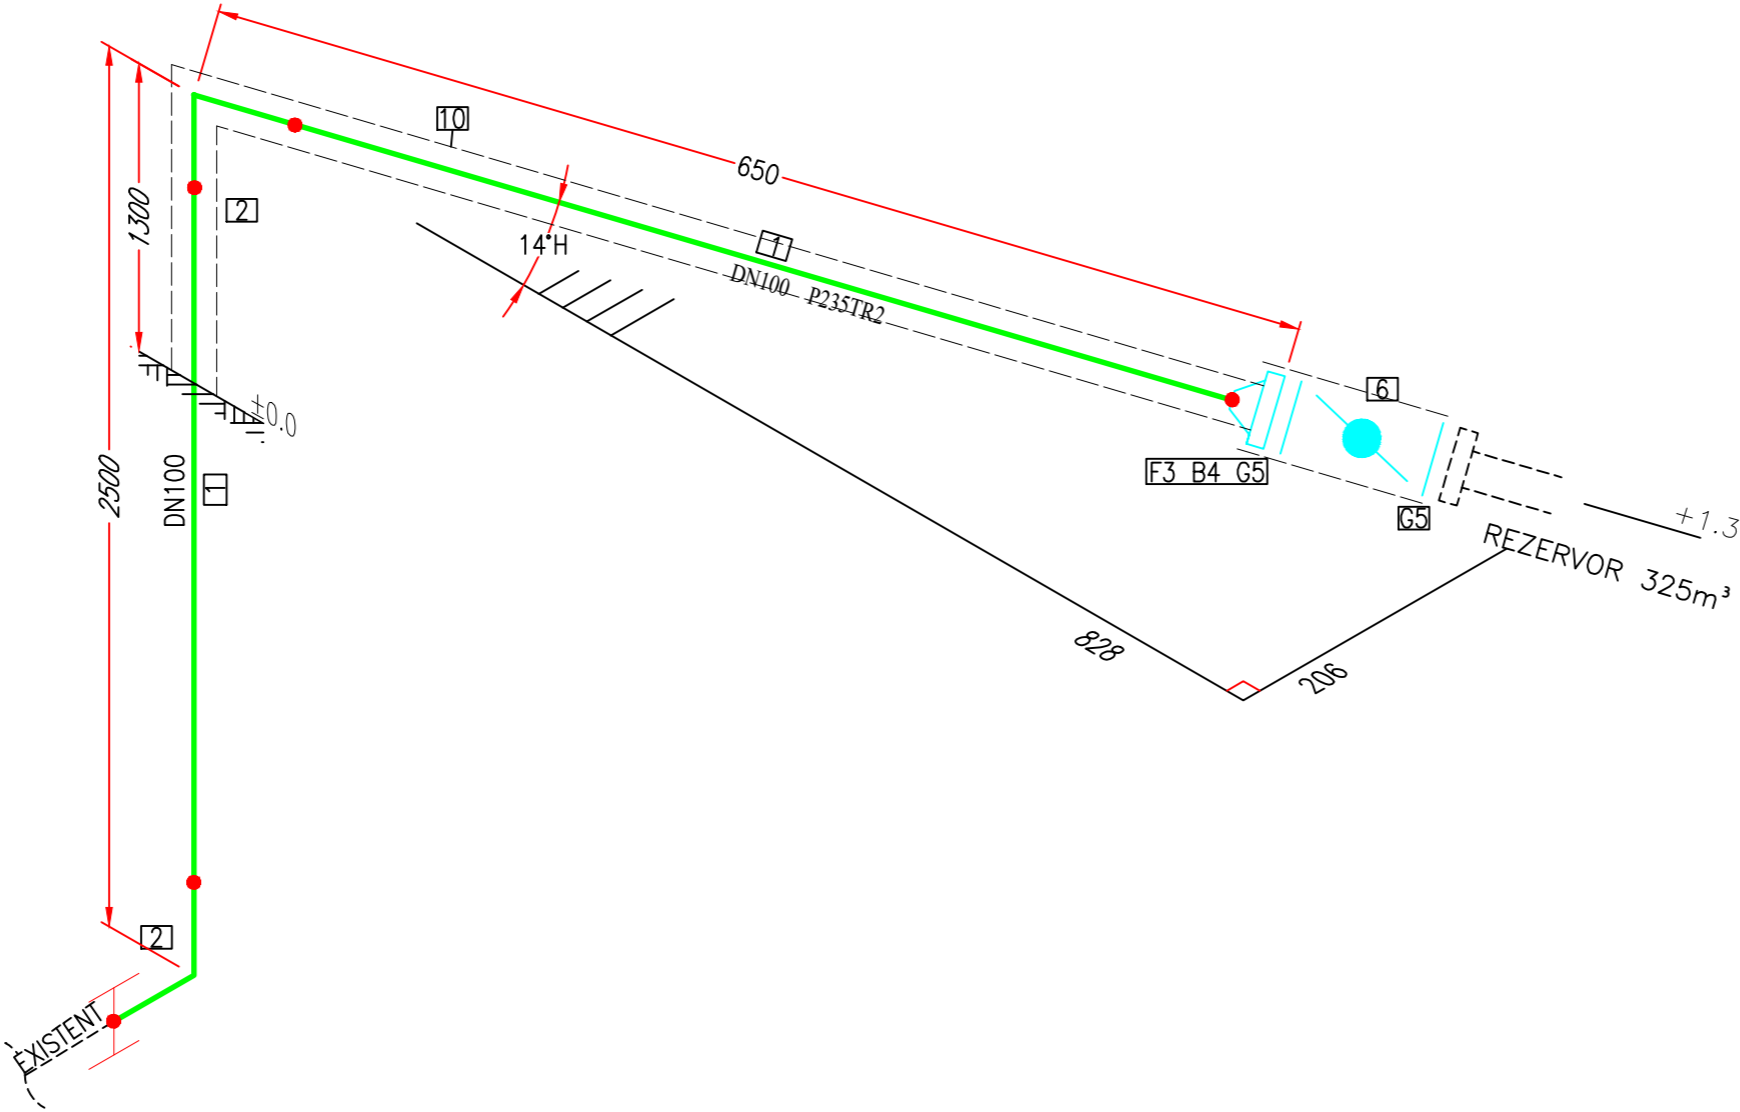 10
650
1300
2
14°H
1
DN100 P235TR2
±0.0
6
2500
DN100
1
F3 B4 G5
G5
+1.3
REZERVOR 325m³
828
206
2
EXISTENT